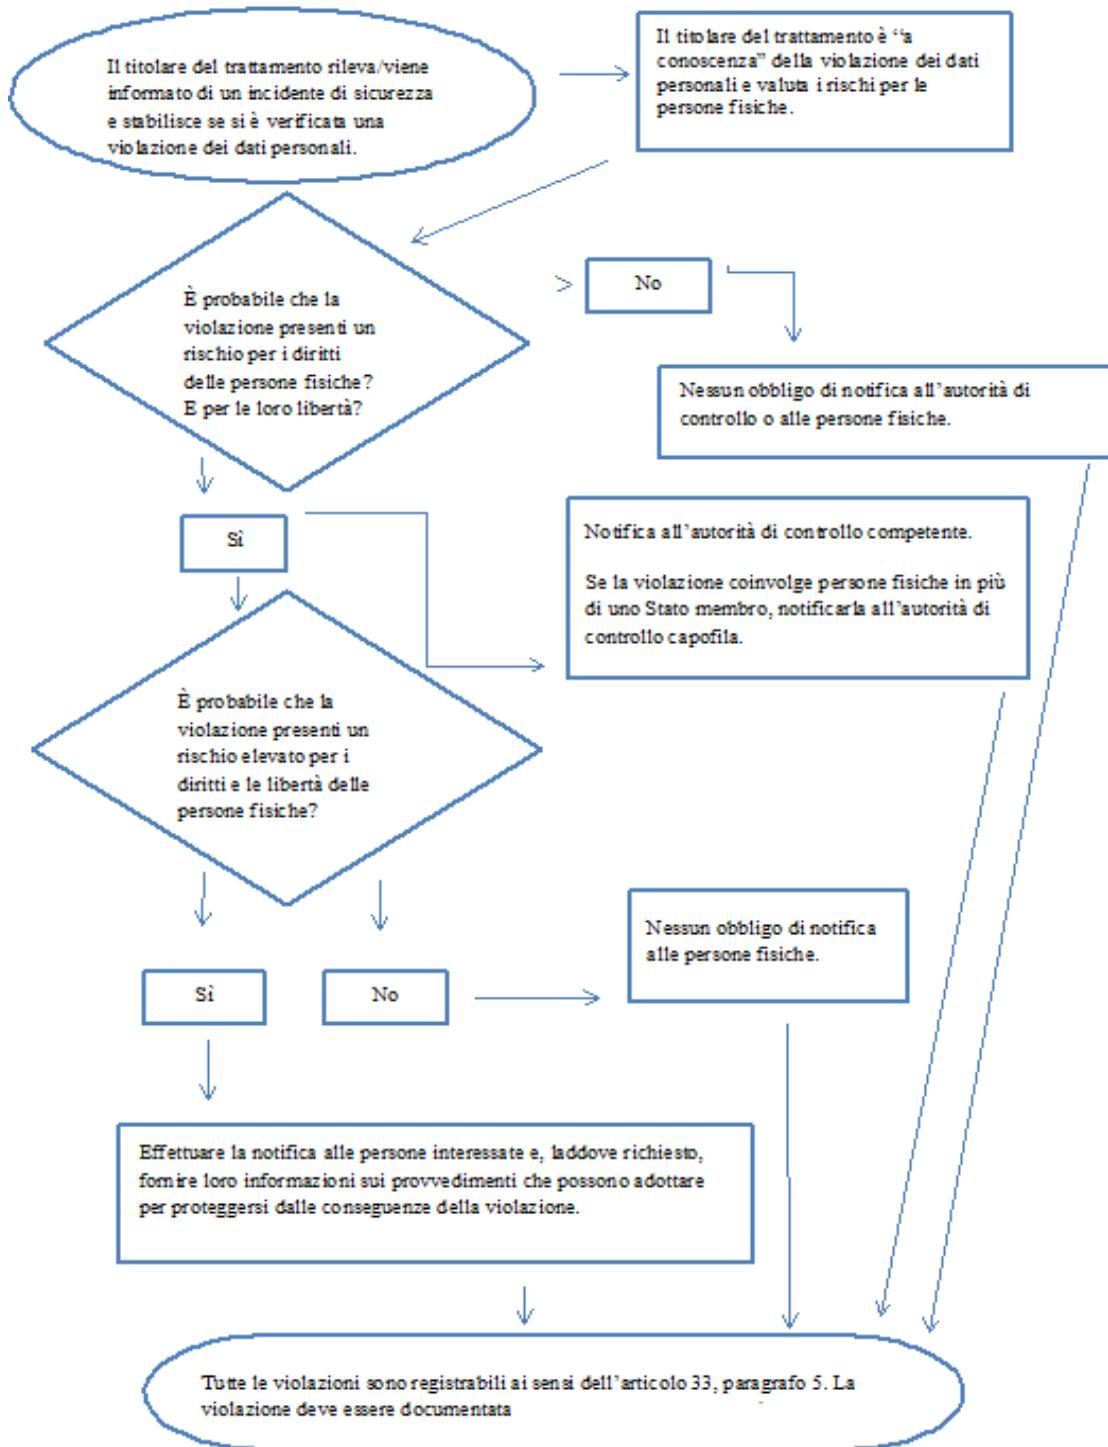 Il titolare del trattamento rileva/viene
informato di un incidente di sicurezza
e stabilisce se si è verificata una
violazione dei dati personali.
Il titolare del trattamento è “a
conoscenza” della violazione dei dati
personali e valuta i rischi per le
persone fisiche.
È probabile che la
violazione presenti un
rischio per i diritti
delle persone fisiche?
E per le loro libertà?
No
Nessun obbligo di notifica all’autorità di
controllo o alle persone fisiche.
Sì
Notifica all’autorità di controllo competente.
Se la violazione coinvolge persone fisiche in più
di uno Stato membro, notificarla all’autorità di
controllo capofila.
È probabile che la
violazione presenti un
rischio elevato per i
diritti e le libertà delle
persone fisiche?
Nessun obbligo di notifica
alle persone fisiche.
Sì
No
Effettuare la notifica alle persone interessate e, laddove richiesto,
fornire loro informazioni sui provvedimenti che possono adottare
per proteggersi dalle conseguenze della violazione.
Tutte le violazioni sono registrabili ai sensi dell’articolo 33, paragrafo 5. La
violazione deve essere documentata